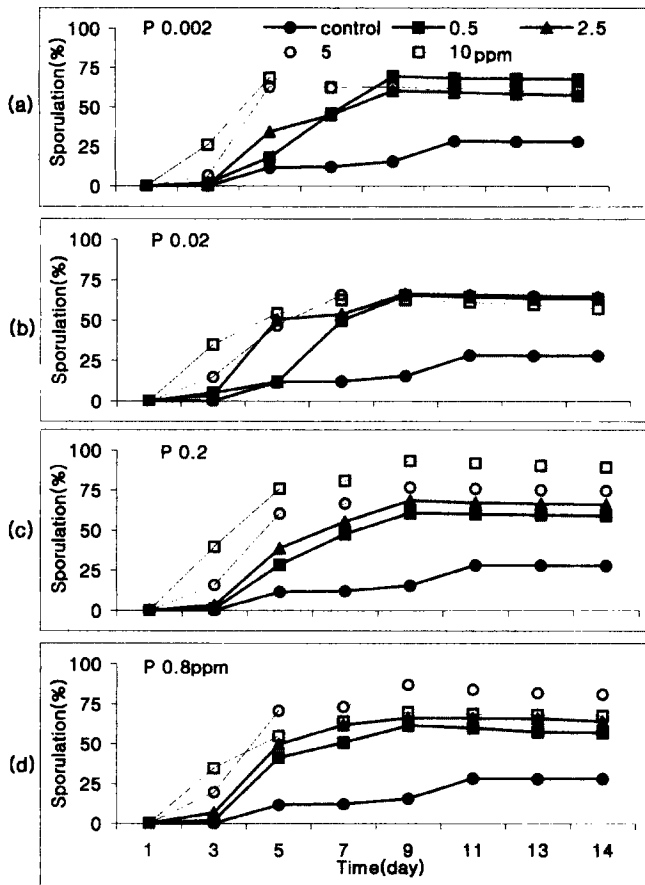 P 0.002
control 0.5 2.5
5 10ppm
(a)
Sporulation(%)
100
75
50
25
0
P 0.02
(b)
Sporulation(%)
100
75
50
25
0
P 0.2
(c)
Sporulation(%)
100
75
50
25
0
P 0.8ppm
(d)
Sporulation(%)
100
75
50
25
0
1 3 5 7 9 11 13 14
Time(day)